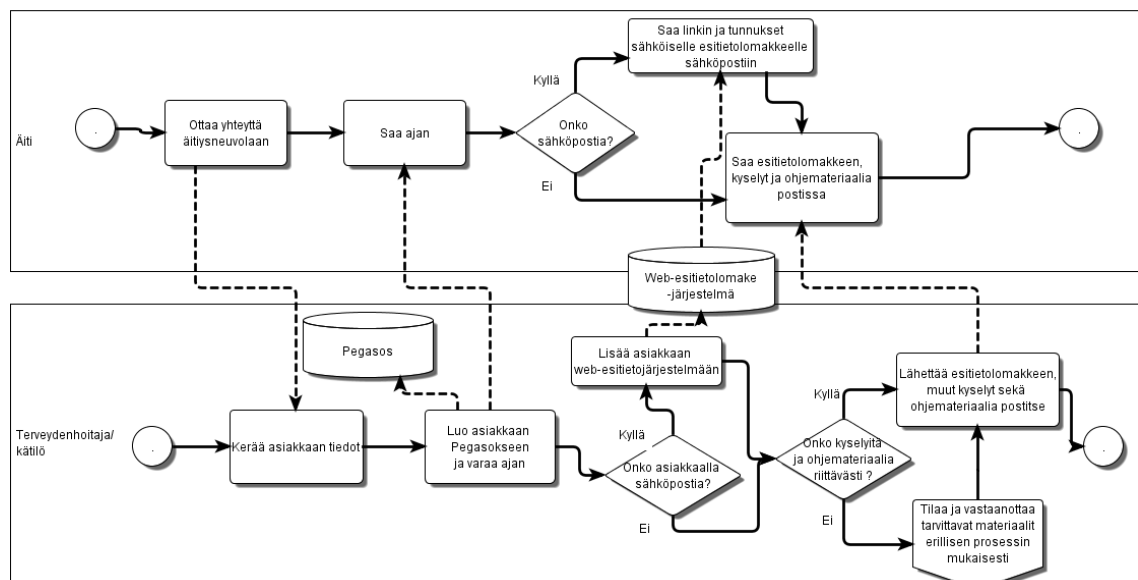 Äiti
Ottaa yhteyttä
äitiysneuvolaan
Saa ajan
Onko
sähköpostia?
Kyllä
Ei
Saa linkin ja tunnukset
sähköiselle esitietolomakkeelle
sähköpostiin
Saa esitietolomakkeen,
kyselyt ja ohjemateriaalia
postissa
Web-esitietolomake
-järjestelmä
Terveydenhoitaja/
kätilö
Pegasos
Kerää asiakkaan tiedot
Luo asiakkaan
Pegasokseen
ja varaa ajan
Lisää asiakkaan
web-esitietojärjestelmään
Kyllä
Onko asiakkaalla
sähköpostia?
Ei
Kyllä
Onko kyselyitä
ja ohjemateriaalia
riittävästi ?
Ei
Lähettää esitietolomakkeen,
muut kyselyt sekä
ohjemateriaalia postitse
Tilaa ja vastaanottaa
tarvittavat materiaalit
erillisen prosessin
mukaisesti